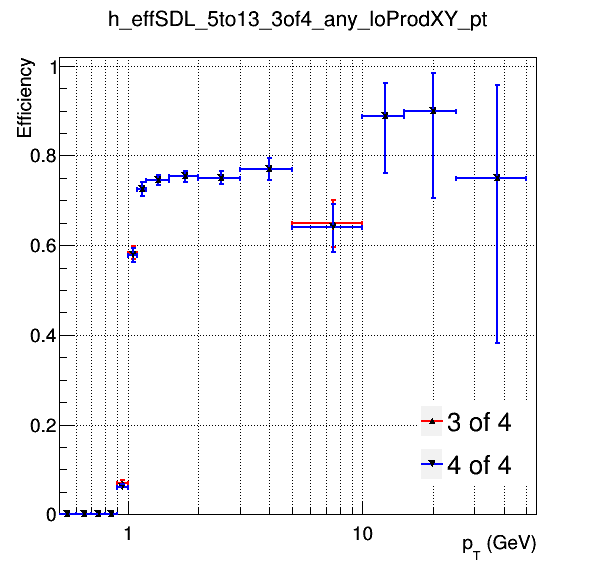 h_effSDL_5to13_3of4_any_loProdXY_pt
Efficiency
1
0.8
0.6
0.4
0.2
0
3 of 4
4 of 4
1
10
p_T (GeV)